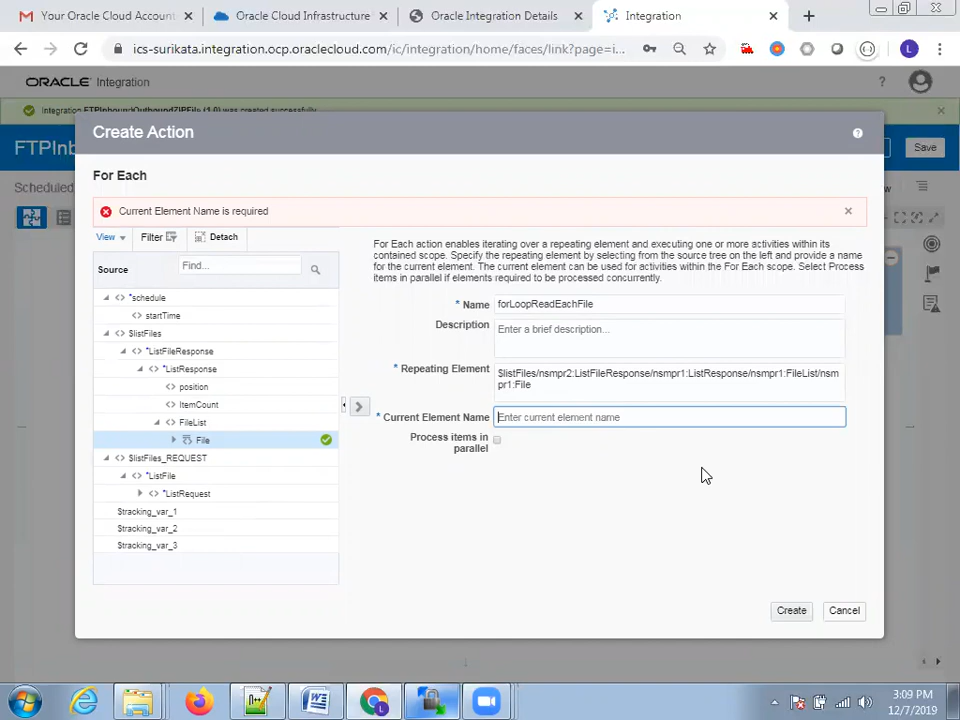 Your Oracle Cloud Account
Oracle Cloud Infrastructure
Oracle Integration Details
Integration
ics-surikata.integration.ocp.oraclecloud.com/ic/integration/home/faces/link?page=i...
L
ORACLE Integration
?
Integration FTPInboundOutboundZIPFile (1.0) was created successfully.
FTPInb
Save
Scheduled
Create Action
?
For Each
Current Element Name is required
View
Filter
Detach
Source
Find...
*schedule
startTime
$listFiles
*ListFileResponse
*ListResponse
position
ItemCount
FileList
File
$listFiles_REQUEST
*ListFile
*ListRequest
$tracking_var_1
$tracking_var_2
$tracking_var_3
For Each action enables iterating over a repeating element and executing one or more activities within its
contained scope. Specify the repeating element by selecting from the source tree on the left and provide a name
for the current element. The current element can be used for activities within the For Each scope. Select Process
items in parallel if elements required to be processed concurrently.
* Name forLoopReadEachFile
Description Enter a brief description...
* Repeating Element $listFiles/nsmpr2:ListFileResponse/nsmpr1:ListResponse/nsmpr1:FileList/nsm
pr1:File
* Current Element Name Enter current element name
Process items in
parallel
Create
Cancel
3:09 PM
12/7/2019